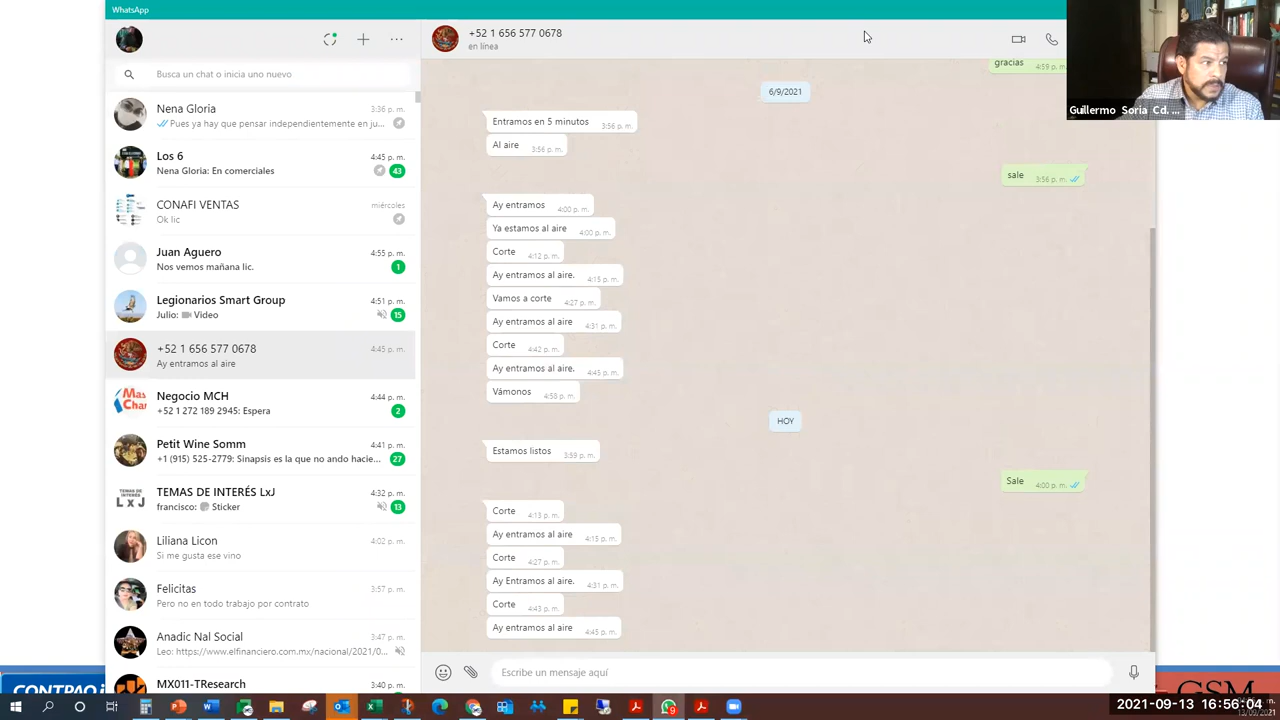 WhatsApp
Busca un chat o inicia uno nuevo
Nena Gloria
3:36 p. m.
Pues ya hay que pensar independientemente en ju...
Los 6
4:45 p. m.
Nena Gloria: En comerciales
43
CONAFI VENTAS
miércoles
Ok lic
Juan Aguero
4:55 p. m.
Nos vemos mañana lic.
1
Legionarios Smart Group
4:51 p. m.
Julio: Video
15
+52 1 656 577 0678
4:45 p. m.
Ay entramos al aire
Negocio MCH
4:44 p. m.
+52 1 272 189 2945: Espera
2
Petit Wine Somm
4:41 p. m.
+1 (915) 525-2779: Sinapsis es la que no ando hacie...
27
TEMAS DE INTERÉS LxJ
4:32 p. m.
francisco: Sticker
13
Liliana Licon
4:02 p. m.
Si me gusta ese vino
Felicitas
3:57 p. m.
Pero no en todo trabajo por contrato
Anadic Nal Social
3:47 p. m.
Leo: https://www.elfinanciero.com.mx/nacional/2021/0...
MX011-TResearch
3:40 p. m.
+52 1 656 577 0678
en línea
gracias
4:59 p. m.
6/9/2021
Entramos en 5 minutos 3:56 p. m.
Al aire 3:56 p. m.
sale 3:56 p. m.
Ay entramos 4:00 p. m.
Ya estamos al aire 4:00 p. m.
Corte 4:12 p. m.
Ay entramos al aire. 4:15 p. m.
Vamos a corte 4:27 p. m.
Ay entramos al aire 4:31 p. m.
Corte 4:42 p. m.
Ay entramos al aire. 4:45 p. m.
Vámonos 4:58 p. m.
HOY
Estamos listos 3:59 p. m.
Sale 4:00 p. m.
Corte 4:13 p. m.
Ay entramos al aire 4:15 p. m.
Corte 4:27 p. m.
Ay Entramos al aire. 4:31 p. m.
Corte 4:43 p. m.
Ay entramos al aire 4:45 p. m.
Escribe un mensaje aquí
Guillermo Soria Cd. ...
CONTPAQi
GSM
2021-09-13 16:56:04
13/09/2021